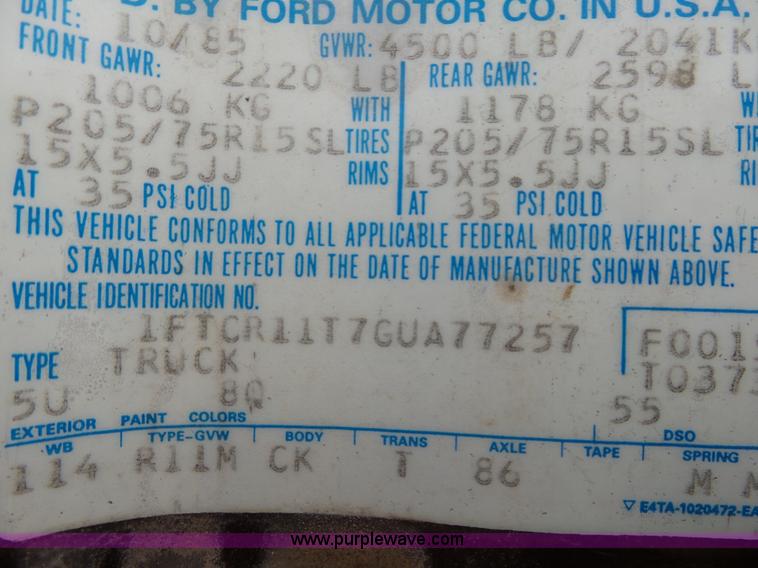 D. BY FORD MOTOR CO. IN U.S.A.
DATE: 10/85 GVWR: 4500 LB/ 2041K
FRONT GAWR: 2220 LB REAR GAWR: 2598 L
1006 KG WITH 1178 KG W
P205/75R15SL TIRES P205/75R15SL TIR
15X5.5JJ RIMS 15X5.5JJ RI
AT 35 PSI COLD AT 35 PSI COLD
THIS VEHICLE CONFORMS TO ALL APPLICABLE FEDERAL MOTOR VEHICLE SAFE
STANDARDS IN EFFECT ON THE DATE OF MANUFACTURE SHOWN ABOVE.
VEHICLE IDENTIFICATION NO.
1FTCR11T7GUA77257 F001
TYPE TRUCK T037
5U 8Q 55
EXTERIOR PAINT COLORS DSO
WB TYPE-GVW BODY TRANS AXLE TAPE SPRING
114 R11M CK T 86 M M
E4TA-1020472-EA
www.purplewave.com